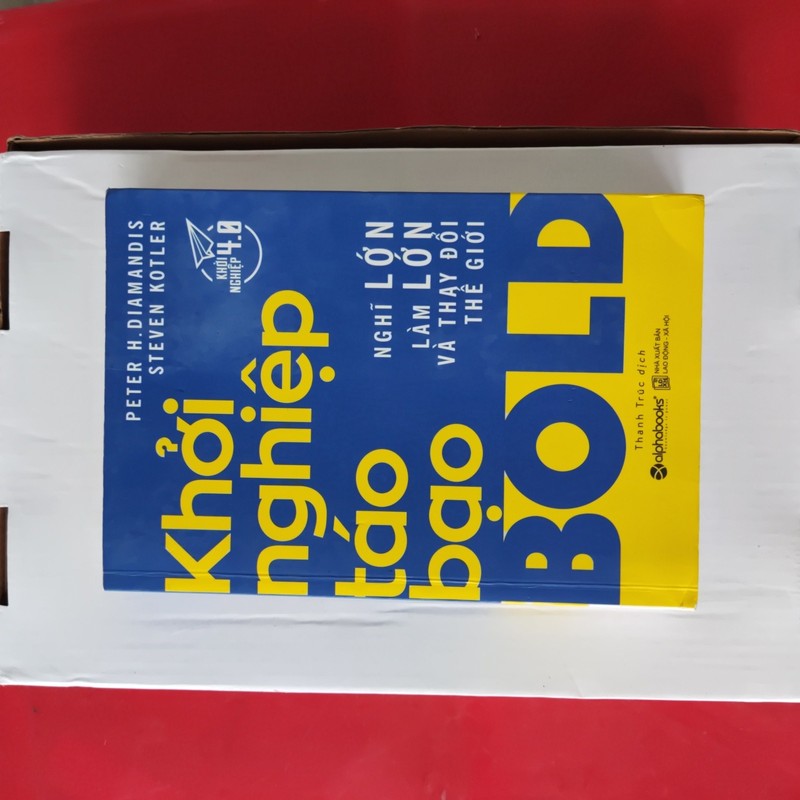 PETER H. DIAMANDIS
STEVEN KOTLER
KHỞI
NGHIỆP 4.0
Khởi
nghiệp
táo
bạo
NGHĨ LỚN
LÀM LỚN
VÀ THAY ĐỔI
THẾ GIỚI
BOLD
Thanh Trúc dịch
alphabooks®
NHÀ XUẤT BẢN
LAO ĐỘNG - XÃ HỘI